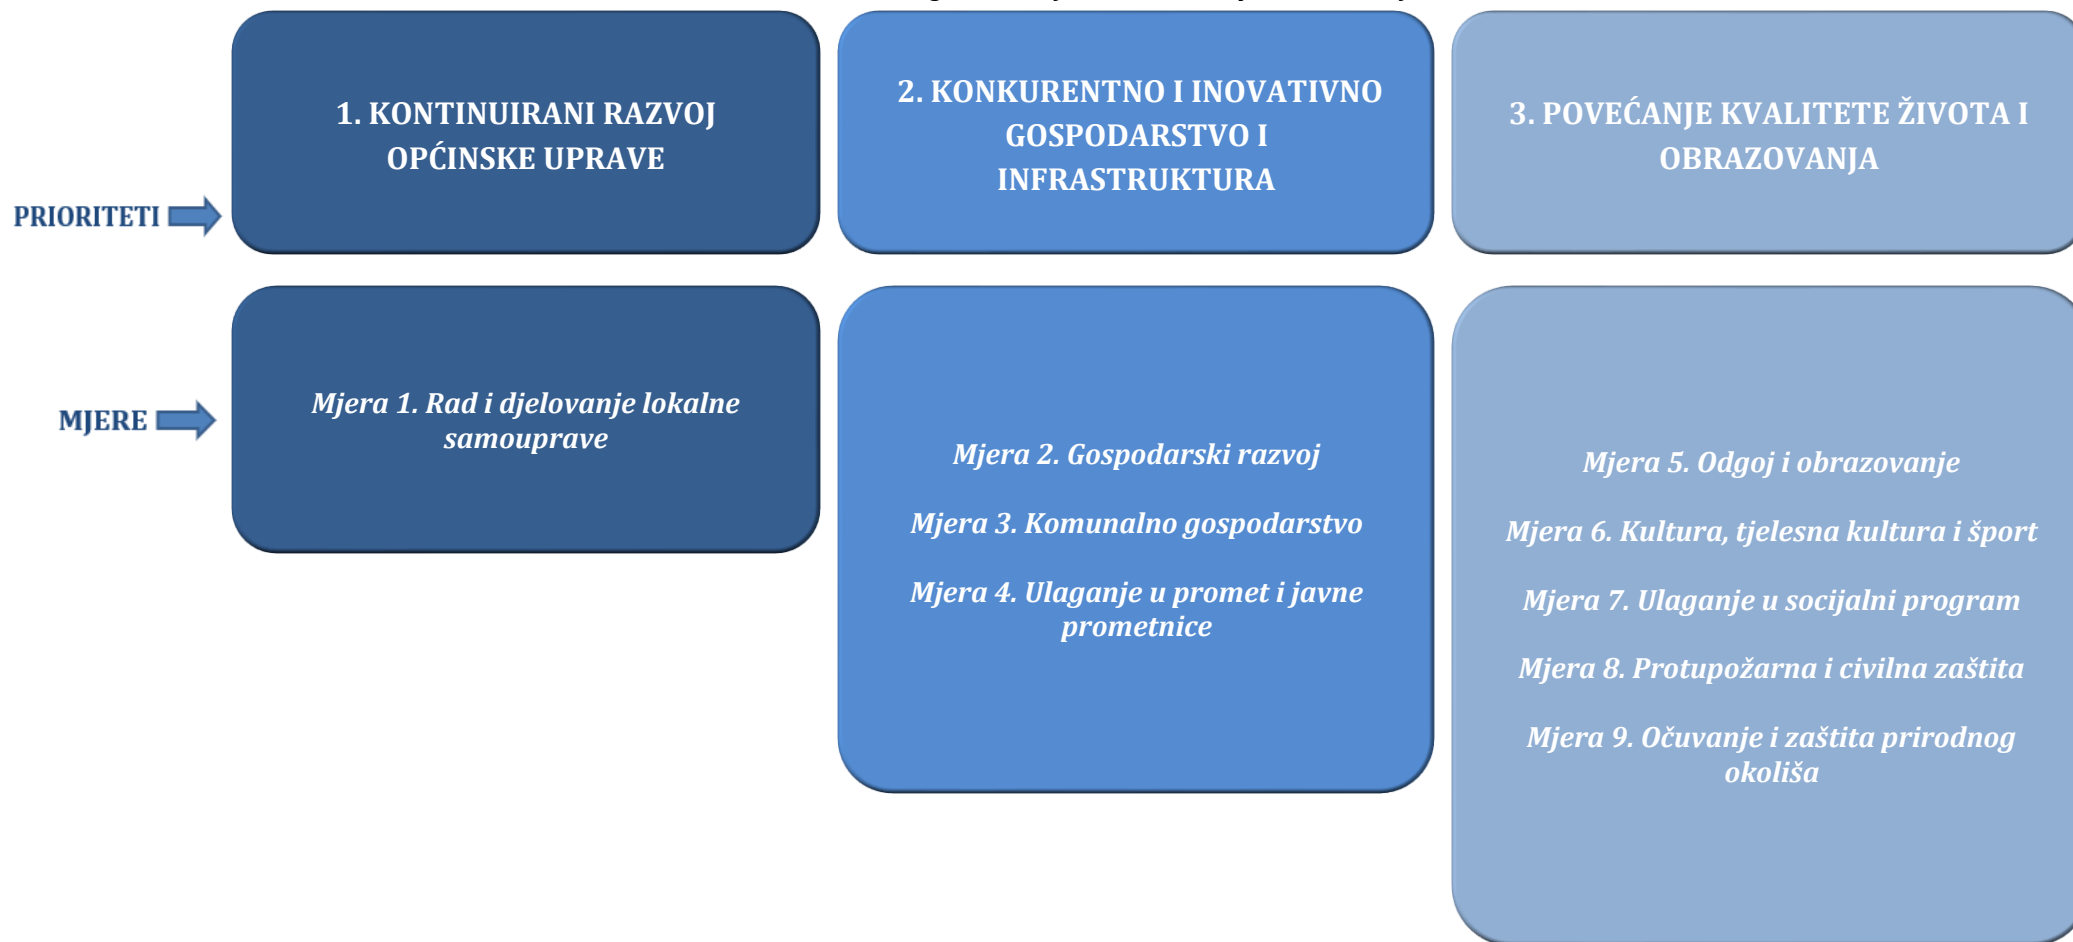 1. KONTINUIRANI RAZVOJ
OPĆINSKE UPRAVE
2. KONKURENTNO I INOVATIVNO
GOSPODARSTVO I
INFRASTRUKTURA
3. POVEĆANJE KVALITETE ŽIVOTA I
OBRAZOVANJA
PRIORITETI
MJERE
Mjera 1. Rad i djelovanje lokalne
samouprave
Mjera 2. Gospodarski razvoj
Mjera 3. Komunalno gospodarstvo
Mjera 4. Ulaganje u promet i javne
prometnice
Mjera 5. Odgoj i obrazovanje
Mjera 6. Kultura, tjelesna kultura i šport
Mjera 7. Ulaganje u socijalni program
Mjera 8. Protupožarna i civilna zaštita
Mjera 9. Očuvanje i zaštita prirodnog
okoliša